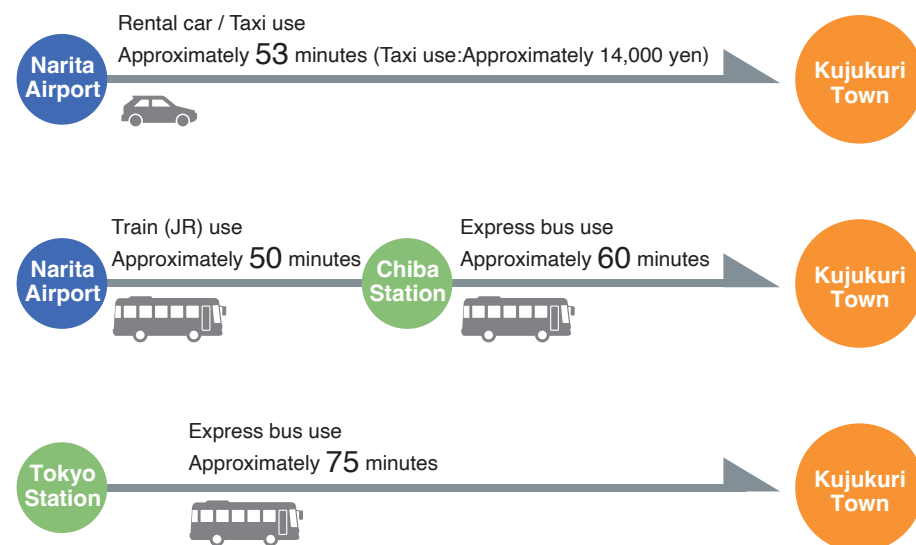 Rental car / Taxi use
Approximately 53 minutes (Taxi use:Approximately 14,000 yen)
Narita
Airport
Kujukuri
Town
Train (JR) use
Approximately 50 minutes
Express bus use
Approximately 60 minutes
Narita
Airport
Chiba
Station
Kujukuri
Town
Express bus use
Approximately 75 minutes
Tokyo
Station
Kujukuri
Town